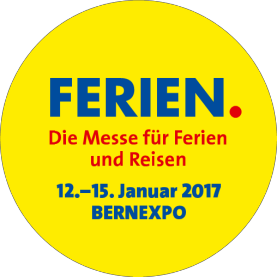 FERIEN.
Die Messe für Ferien
und Reisen
12.–15. Januar 2017
BERNEXPO